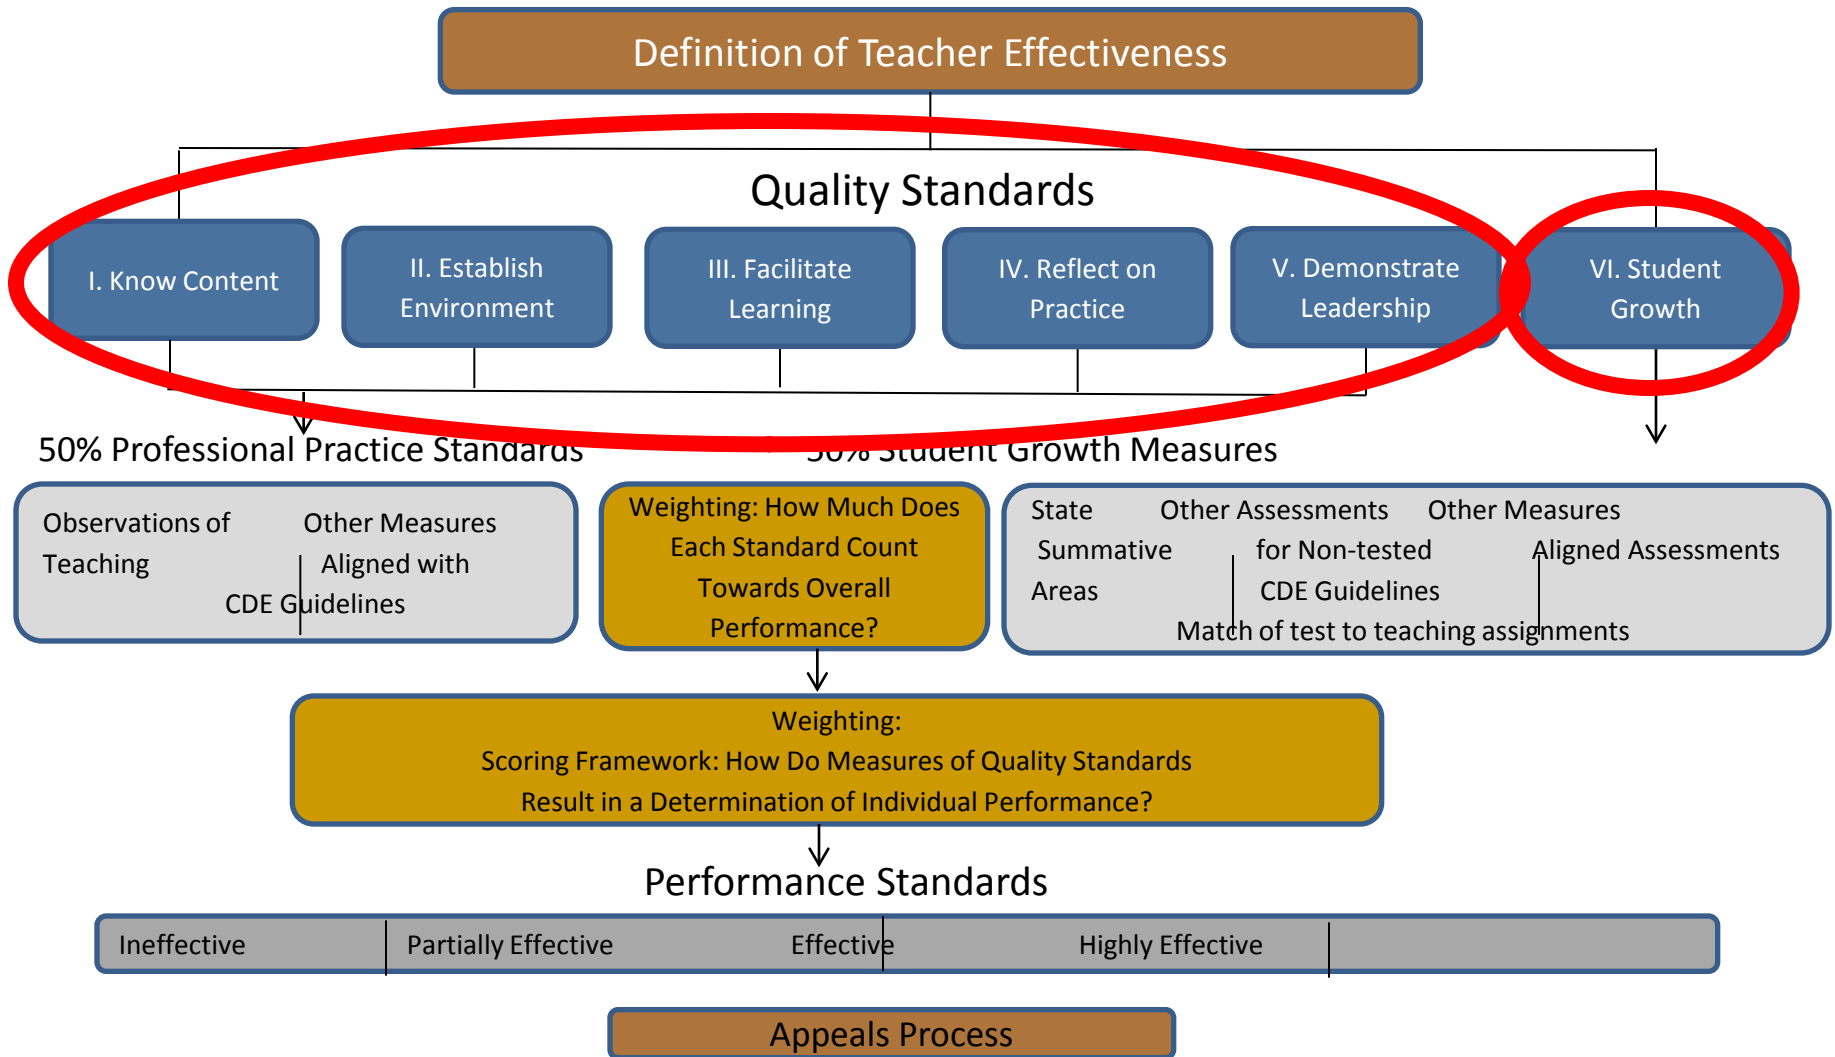 Definition of Teacher Effectiveness
Quality Standards
I. Know Content
II. Establish
Environment
III. Facilitate
Learning
IV. Reflect on
Practice
V. Demonstrate
Leadership
VI. Student
Growth
50% Professional Practice Standards
50% Student Growth Measures
Observations of Other Measures
Teaching Aligned with
CDE Guidelines
Weighting: How Much Does
Each Standard Count
Towards Overall
Performance?
State Other Assessments Other Measures
Summative for Non-tested Aligned Assessments
Areas CDE Guidelines
Match of test to teaching assignments
Weighting:
Scoring Framework: How Do Measures of Quality Standards
Result in a Determination of Individual Performance?
Performance Standards
Ineffective Partially Effective Effective Highly Effective
Appeals Process